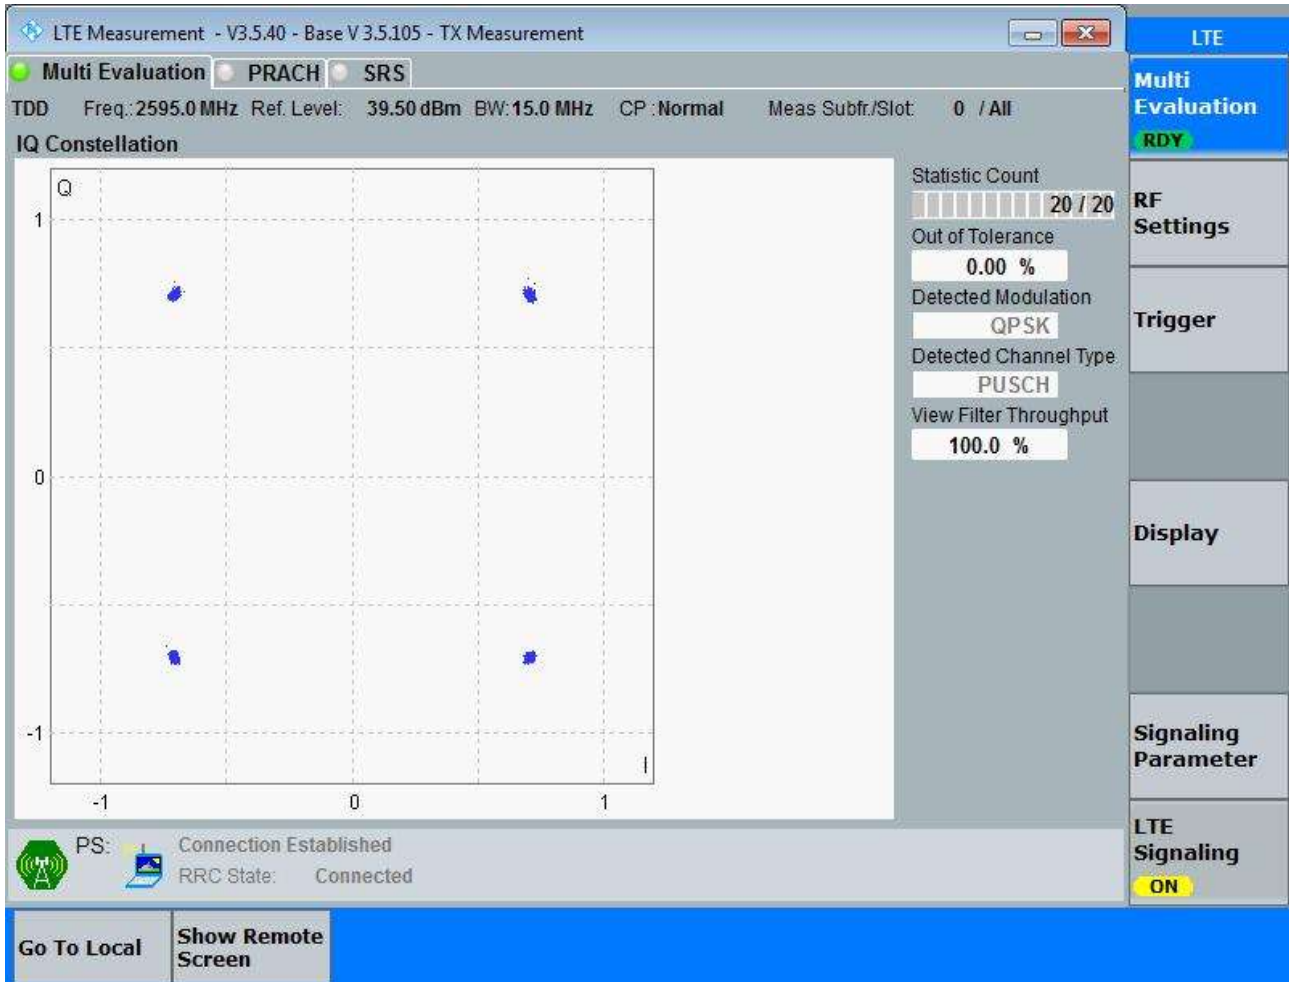 LTE Measurement - V3.5.40 - Base V 3.5.105 - TX Measurement
LTE
Multi Evaluation PRACH SRS
TDD Freq.: 2595.0 MHz Ref. Level: 39.50 dBm BW: 15.0 MHz CP : Normal Meas Subfr./Slot: 0 / All
IQ Constellation
Q
1
0
-1
-1 0 1
I
Statistic Count
20 / 20
Out of Tolerance
0.00 %
Detected Modulation
QPSK
Detected Channel Type
PUSCH
View Filter Throughput
100.0 %
Multi
Evaluation
RDY
RF
Settings
Trigger
Display
Signaling
Parameter
LTE
Signaling
ON
PS: Connection Established
RRC State: Connected
Go To Local
Show Remote
Screen